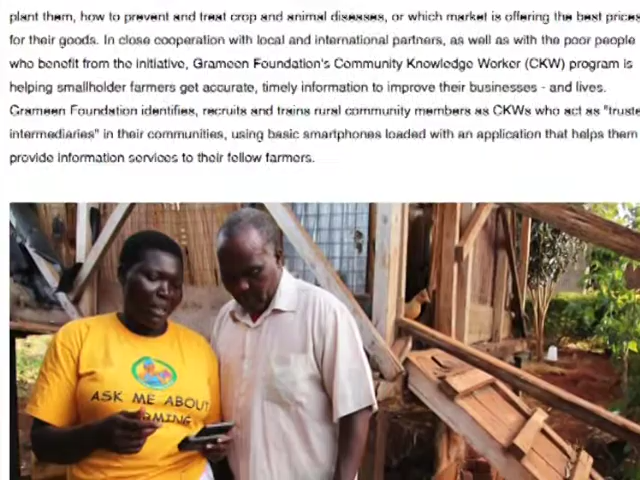 plant them, how to prevent and treat crop and animal diseases, or which market is offering the best prices
for their goods. In close cooperation with local and international partners, as well as with the poor people
who benefit from the initiative, Grameen Foundation's Community Knowledge Worker (CKW) program is
helping smallholder farmers get accurate, timely information to improve their businesses - and lives.
Grameen Foundation identifies, recruits and trains rural community members as CKWs who act as "truste
intermediaries" in their communities, using basic smartphones loaded with an application that helps them
provide information services to their fellow farmers.
ASK ME ABOUT
RMING